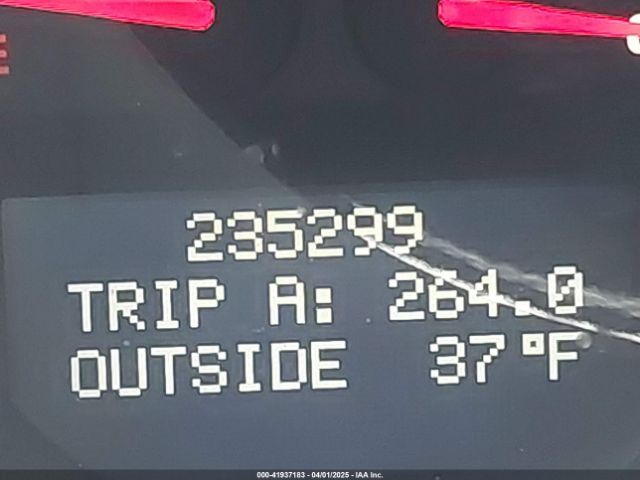 E
235299
TRIP A: 264.0
OUTSIDE 37°F
000-41937183 - 04/01/2025 - IAA Inc.